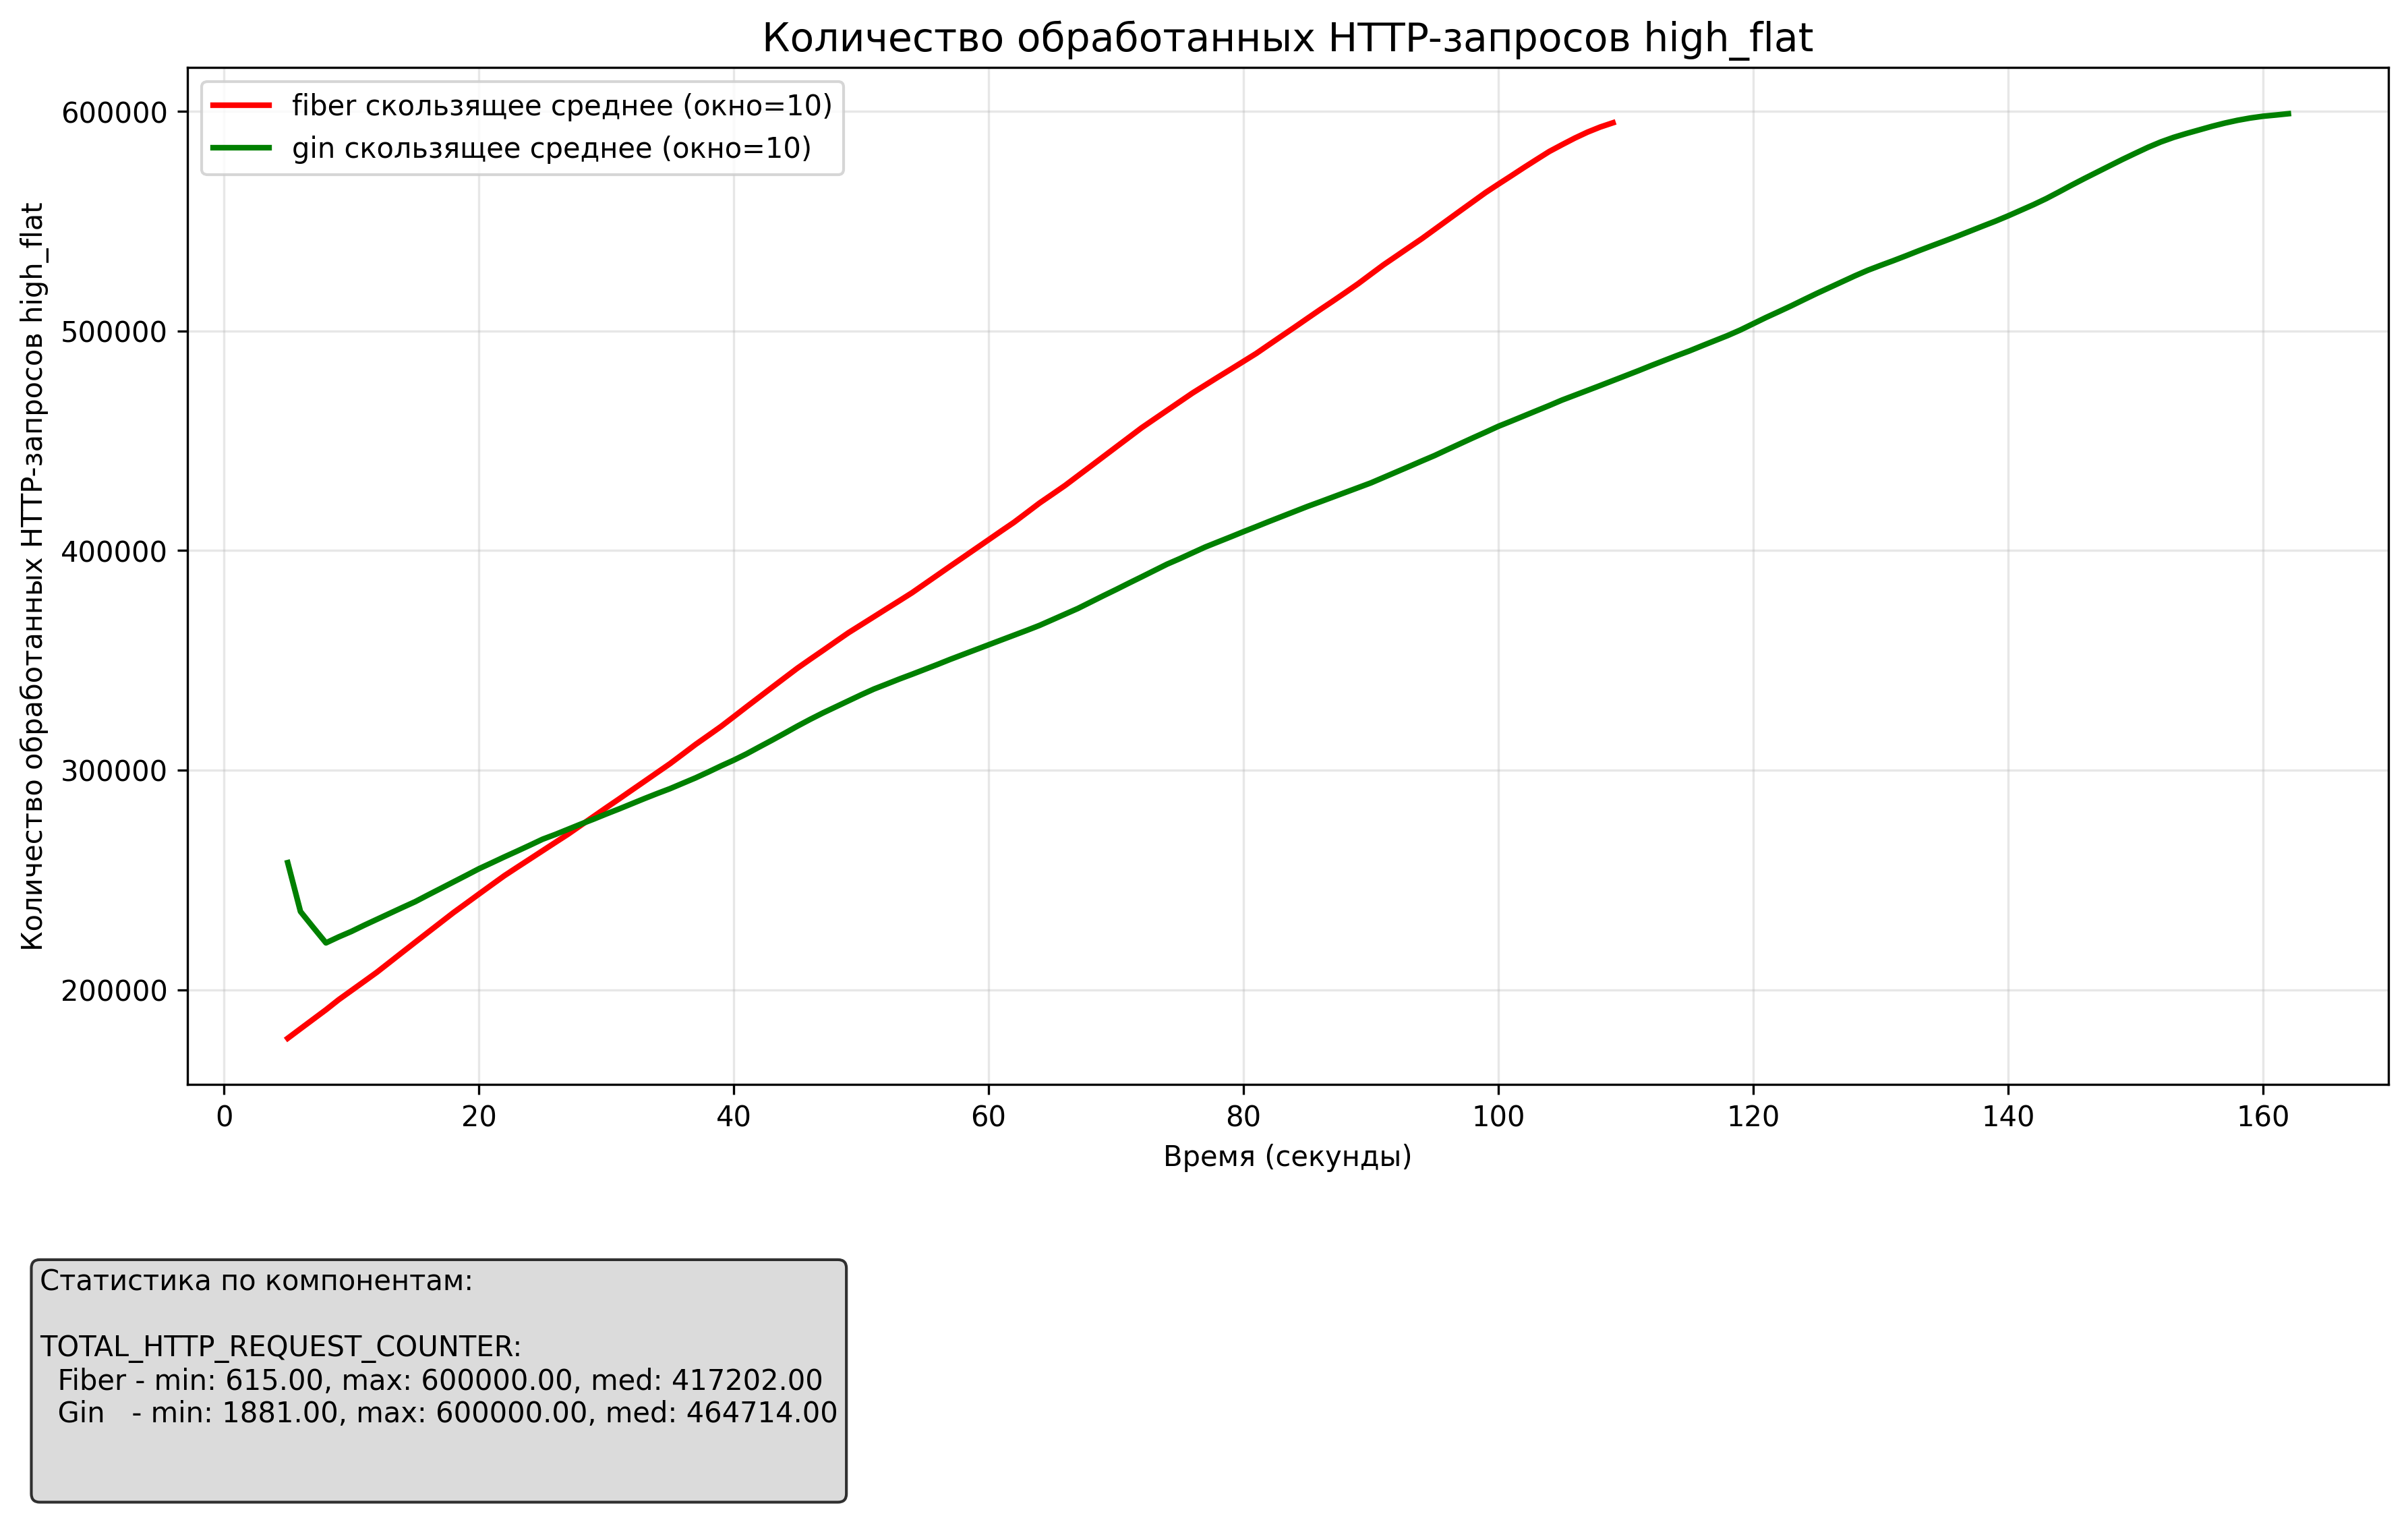 Количество обработанных HTTP-запросов high_flat
fiber скользящее среднее (окно=10)
gin скользящее среднее (окно=10)
Количество обработанных HTTP-запросов high_flat
600000
500000
400000
300000
200000
0 20 40 60 80 100 120 140 160
Время (секунды)
Статистика по компонентам:
TOTAL_HTTP_REQUEST_COUNTER:
Fiber - min: 615.00, max: 600000.00, med: 417202.00
Gin - min: 1881.00, max: 600000.00, med: 464714.00